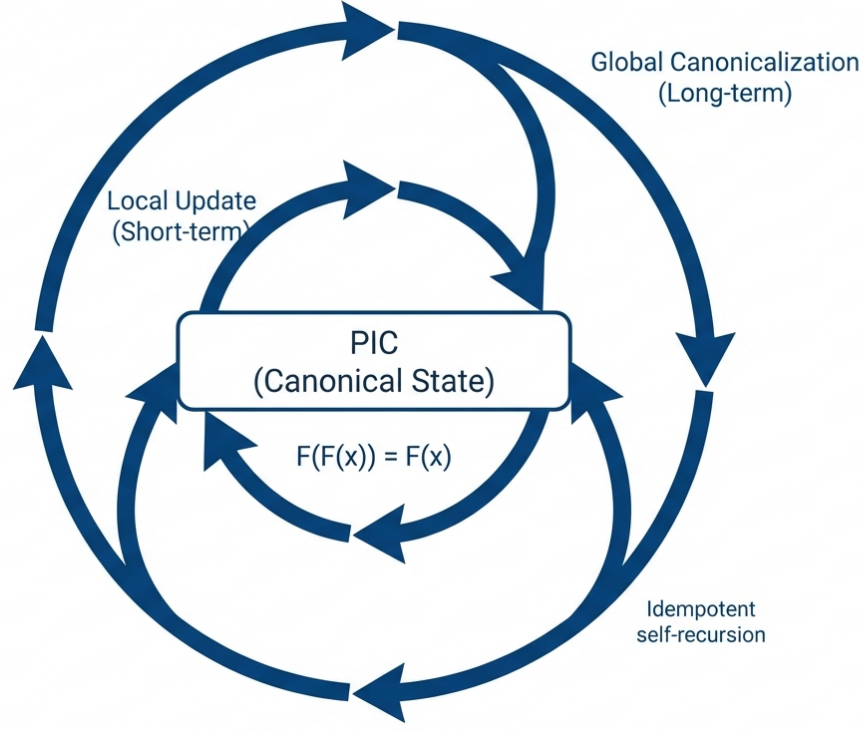 Global Canonicalization
(Long-term)
Local Update
(Short-term)
PIC
(Canonical State)
F(F(x)) = F(x)
Idempotent
self-recursion